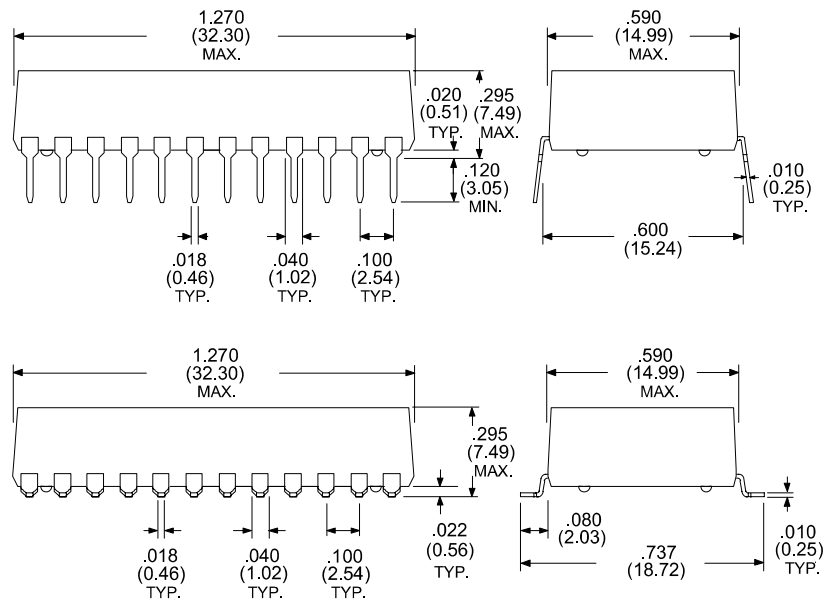 1.270
(32.30)
MAX.
.590
(14.99)
MAX.
.020
(0.51)
TYP.
.295
(7.49)
MAX.
.120
(3.05)
MIN.
.010
(0.25)
TYP.
.600
(15.24)
.018
(0.46)
TYP.
.040
(1.02)
TYP.
.100
(2.54)
TYP.
1.270
(32.30)
MAX.
.590
(14.99)
MAX.
.295
(7.49)
MAX.
.018
(0.46)
TYP.
.040
(1.02)
TYP.
.100
(2.54)
TYP.
.022
(0.56)
TYP.
.080
(2.03)
.737
(18.72)
.010
(0.25)
TYP.